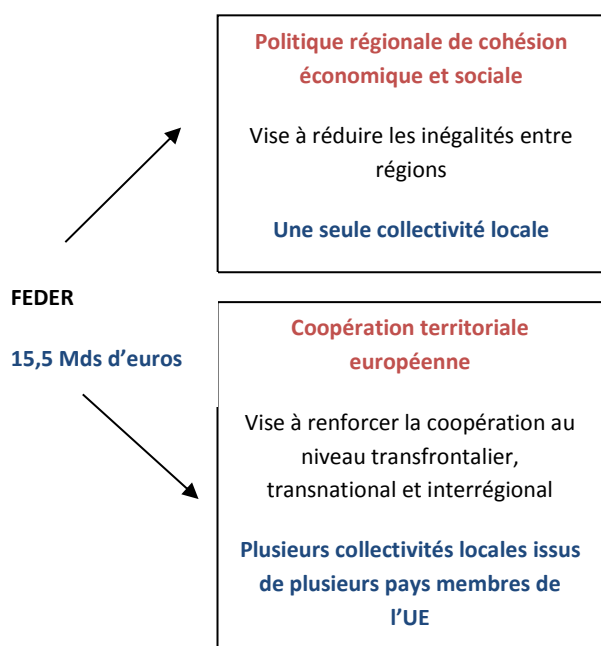 Politique régionale de cohésion
économique et sociale
Vise à réduire les inégalités entre
régions
Une seule collectivité locale
FEDER
15,5 Mds d’euros
Coopération territoriale
européenne
Vise à renforcer la coopération au
niveau transfrontalier,
transnational et interrégional
Plusieurs collectivités locales issus
de plusieurs pays membres de
l’UE